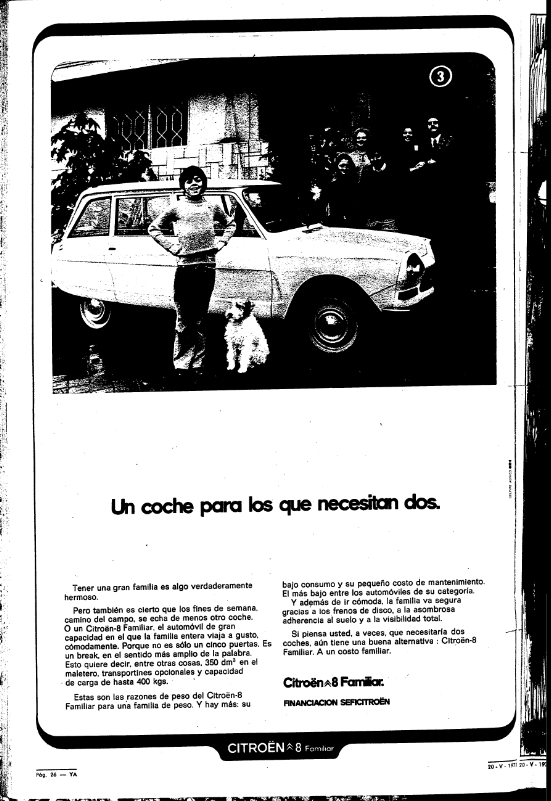 3
Un coche para los que necesitan dos.
Tener una gran familia es algo verdaderamente
hermoso.
Pero también es cierto que los fines de semana,
camino del campo, se echa de menos otro coche.
O un Citroën-8 Familiar, el automóvil de gran
capacidad en el que la familia entera viaja a gusto,
cómodamente. Porque no es sólo un cinco puertas. Es
un break, en el sentido más amplio de la palabra.
Esto quiere decir, entre otras cosas, 350 dm³ en el
maletero, transportines opcionales y capacidad
de carga de hasta 400 kgs.
Estas son las razones de peso del Citroën-8
Familiar para una familia de peso. Y hay más: su
bajo consumo y su pequeño costo de mantenimiento.
El más bajo entre los automóviles de su categoría.
Y además de ir cómoda, la familia va segura
gracias a los frenos de disco, a la asombrosa
adherencia al suelo y a la visibilidad total.
Si piensa usted, a veces, que necesitaría dos
coches, aún tiene una buena alternativa: Citroën-8
Familiar. A un costo familiar.
Citroën 8 Familiar.
FINANCIACION SEFICITROËN
CITROËN 8 Familiar
Pág. 26 — YA
20 - V - 197
20 - V - 19